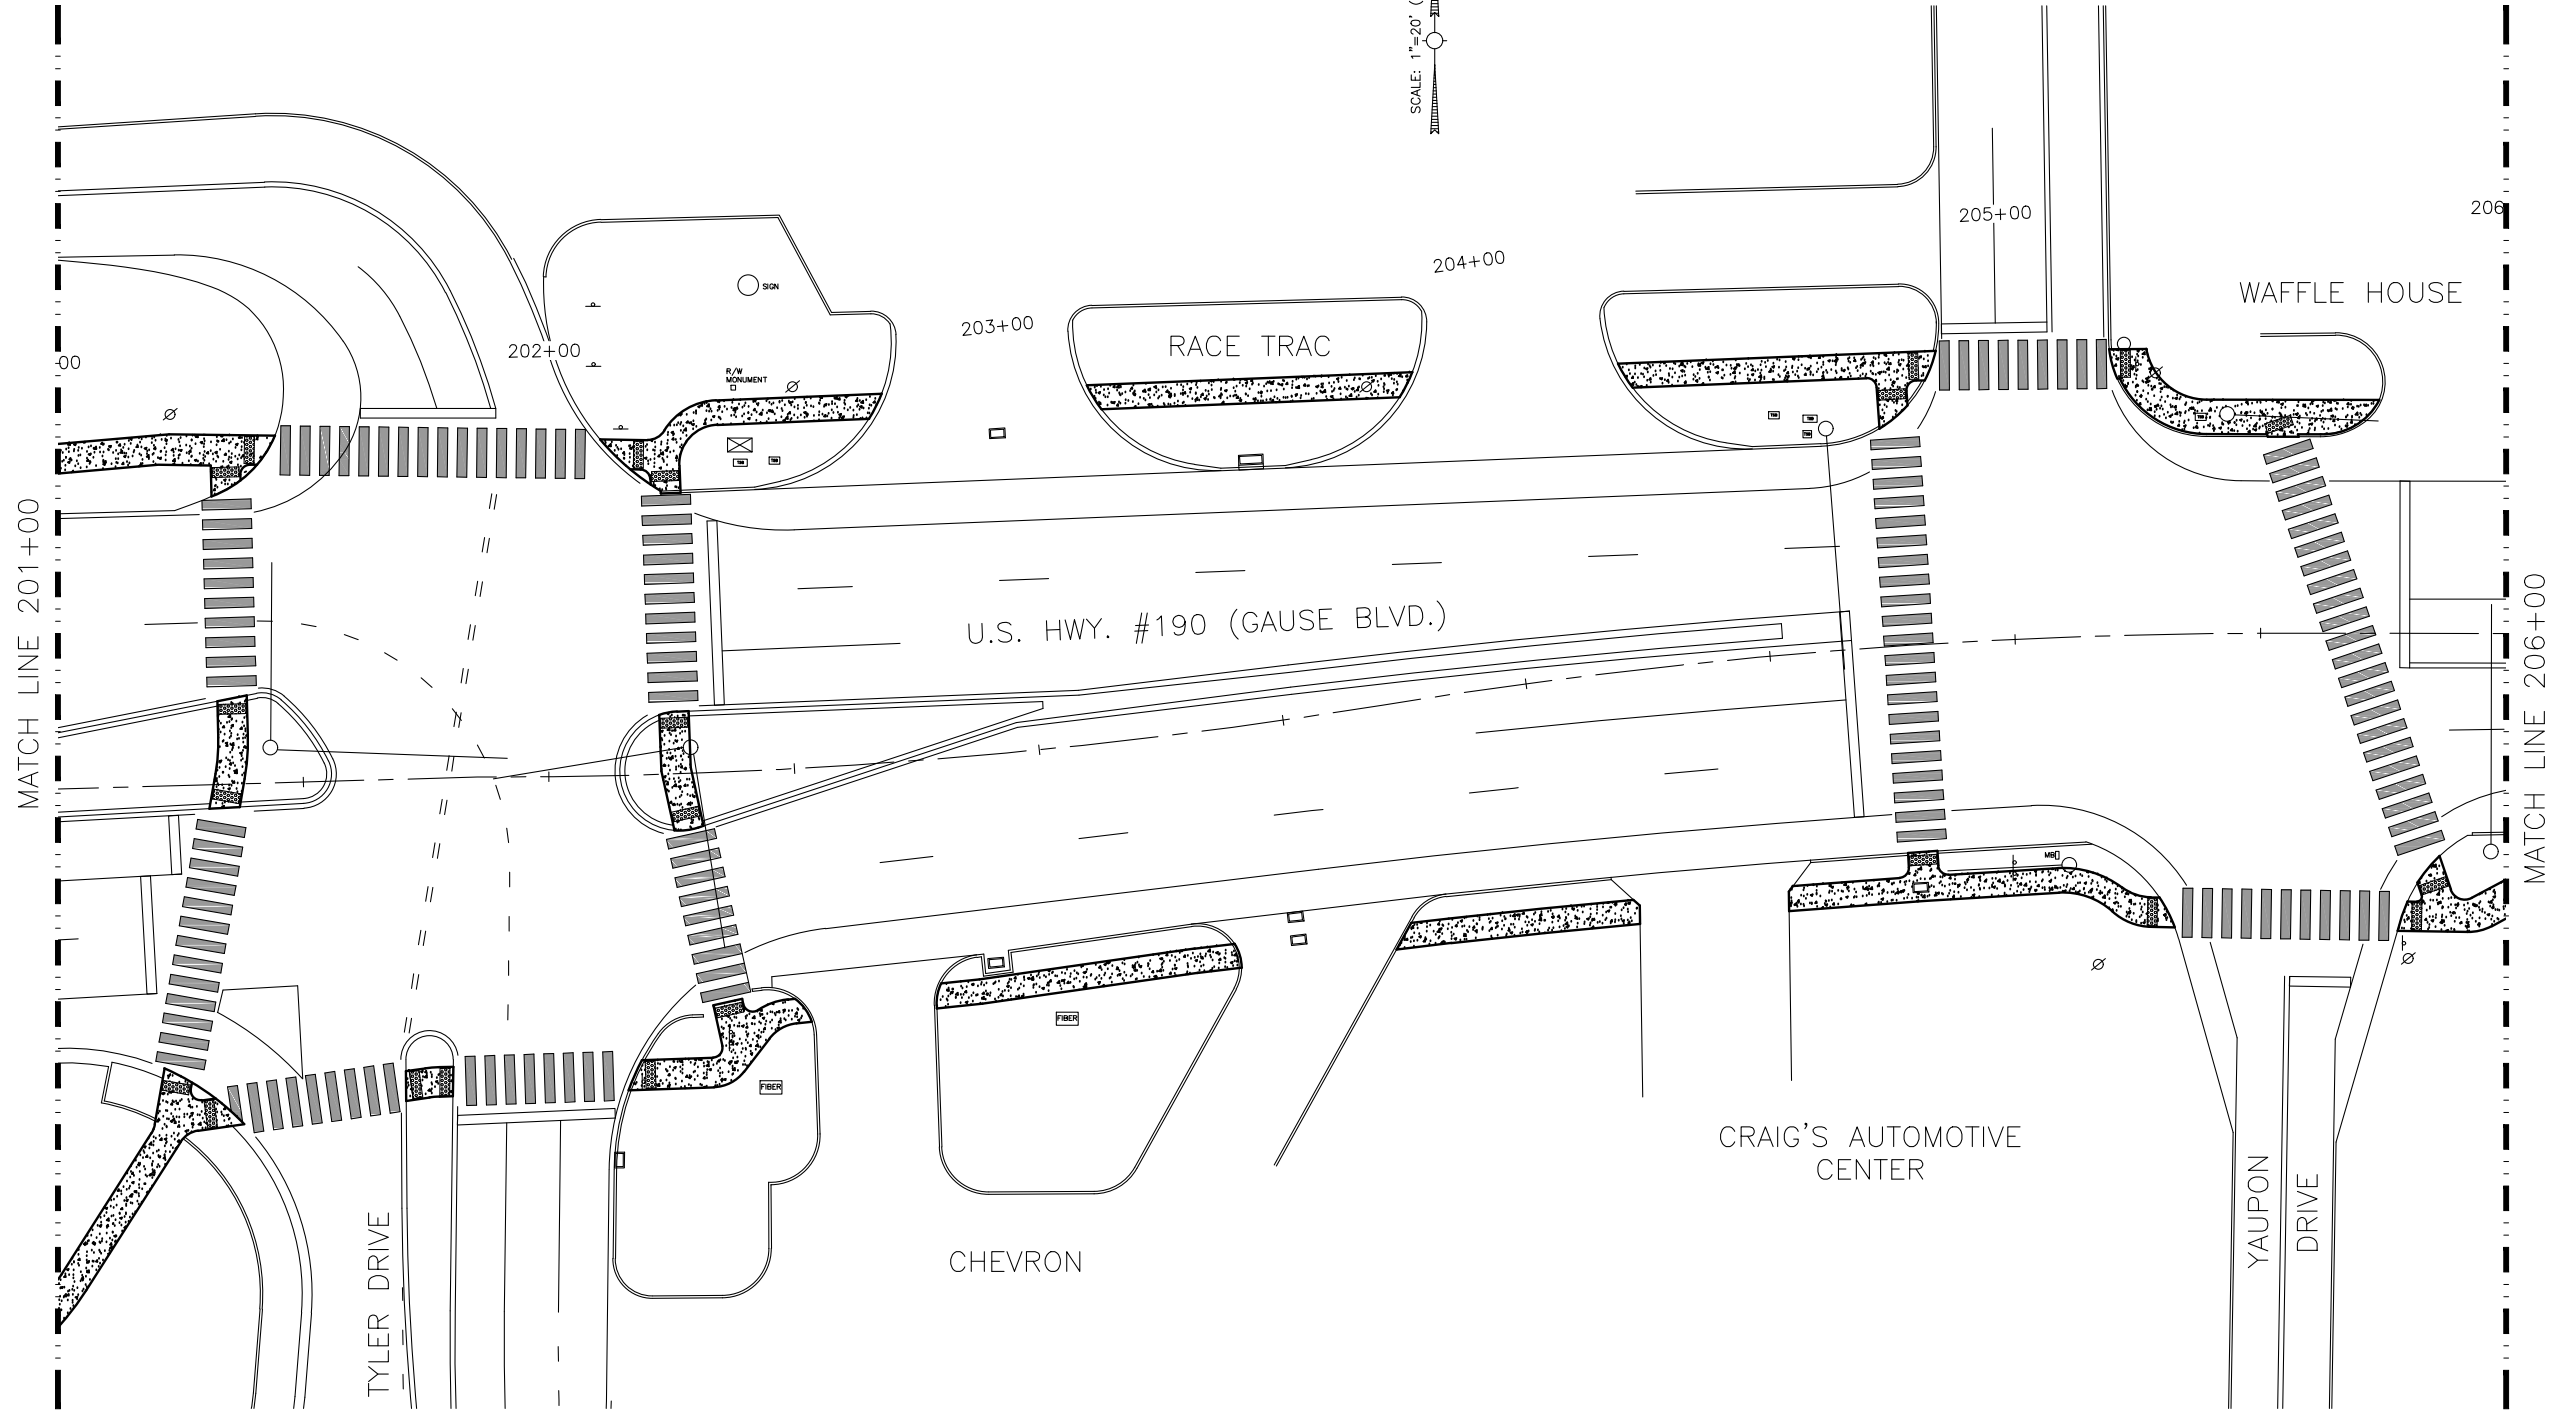 SCALE: 1"=20' (
206
205+00
204+00
WAFFLE HOUSE
SIGN
203+00
RACE TRAC
202+00
-00
R/W
MONUMENT
MATCH LINE 201+00
U.S. HWY. #190 (GAUSE BLVD.)
MATCH LINE 206+00
MB
FIBER
FIBER
CRAIG'S AUTOMOTIVE
CENTER
TYLER DRIVE
CHEVRON
YAUPON
DRIVE